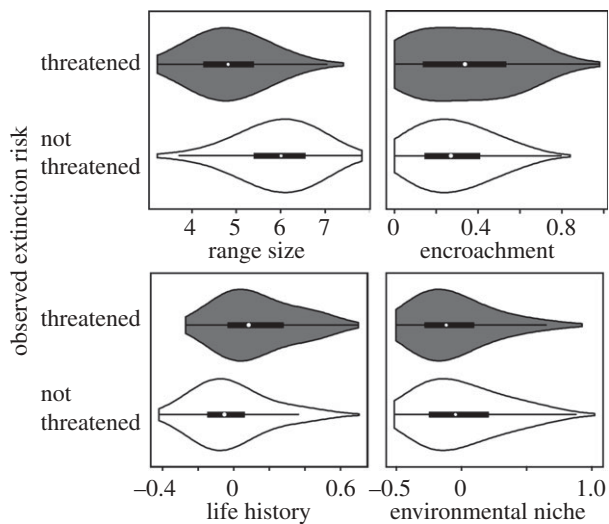 observed extinction risk
threatened
not
threatened
4 5 6 7
0 0.4 0.8
range size
encroachment
threatened
not
threatened
–0.4 0 0.6
–0.5 0 1.0
life history
environmental niche